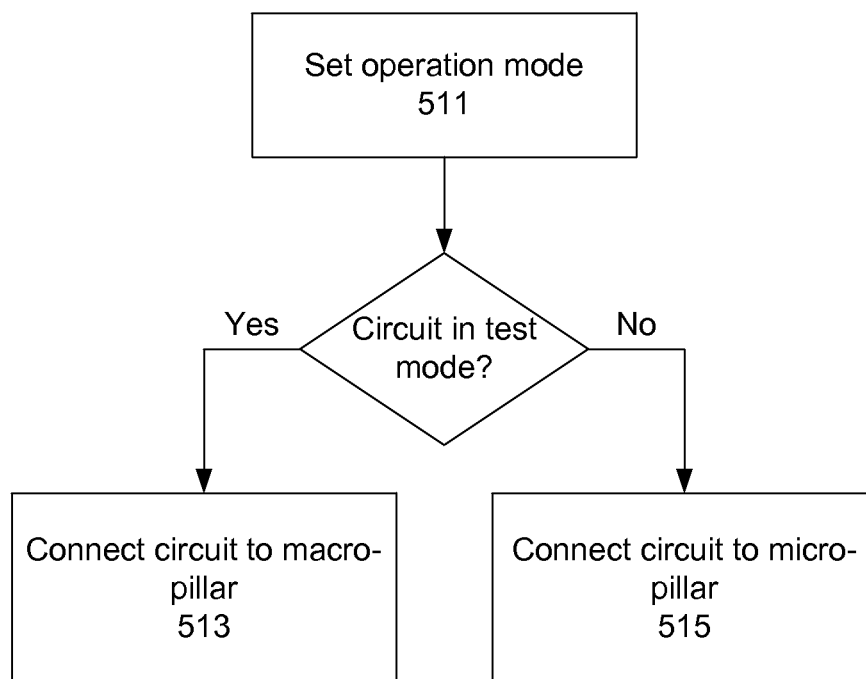 Set operation mode
511
Circuit in test
mode?
Yes
No
Connect circuit to macro-
pillar
513
Connect circuit to micro-
pillar
515